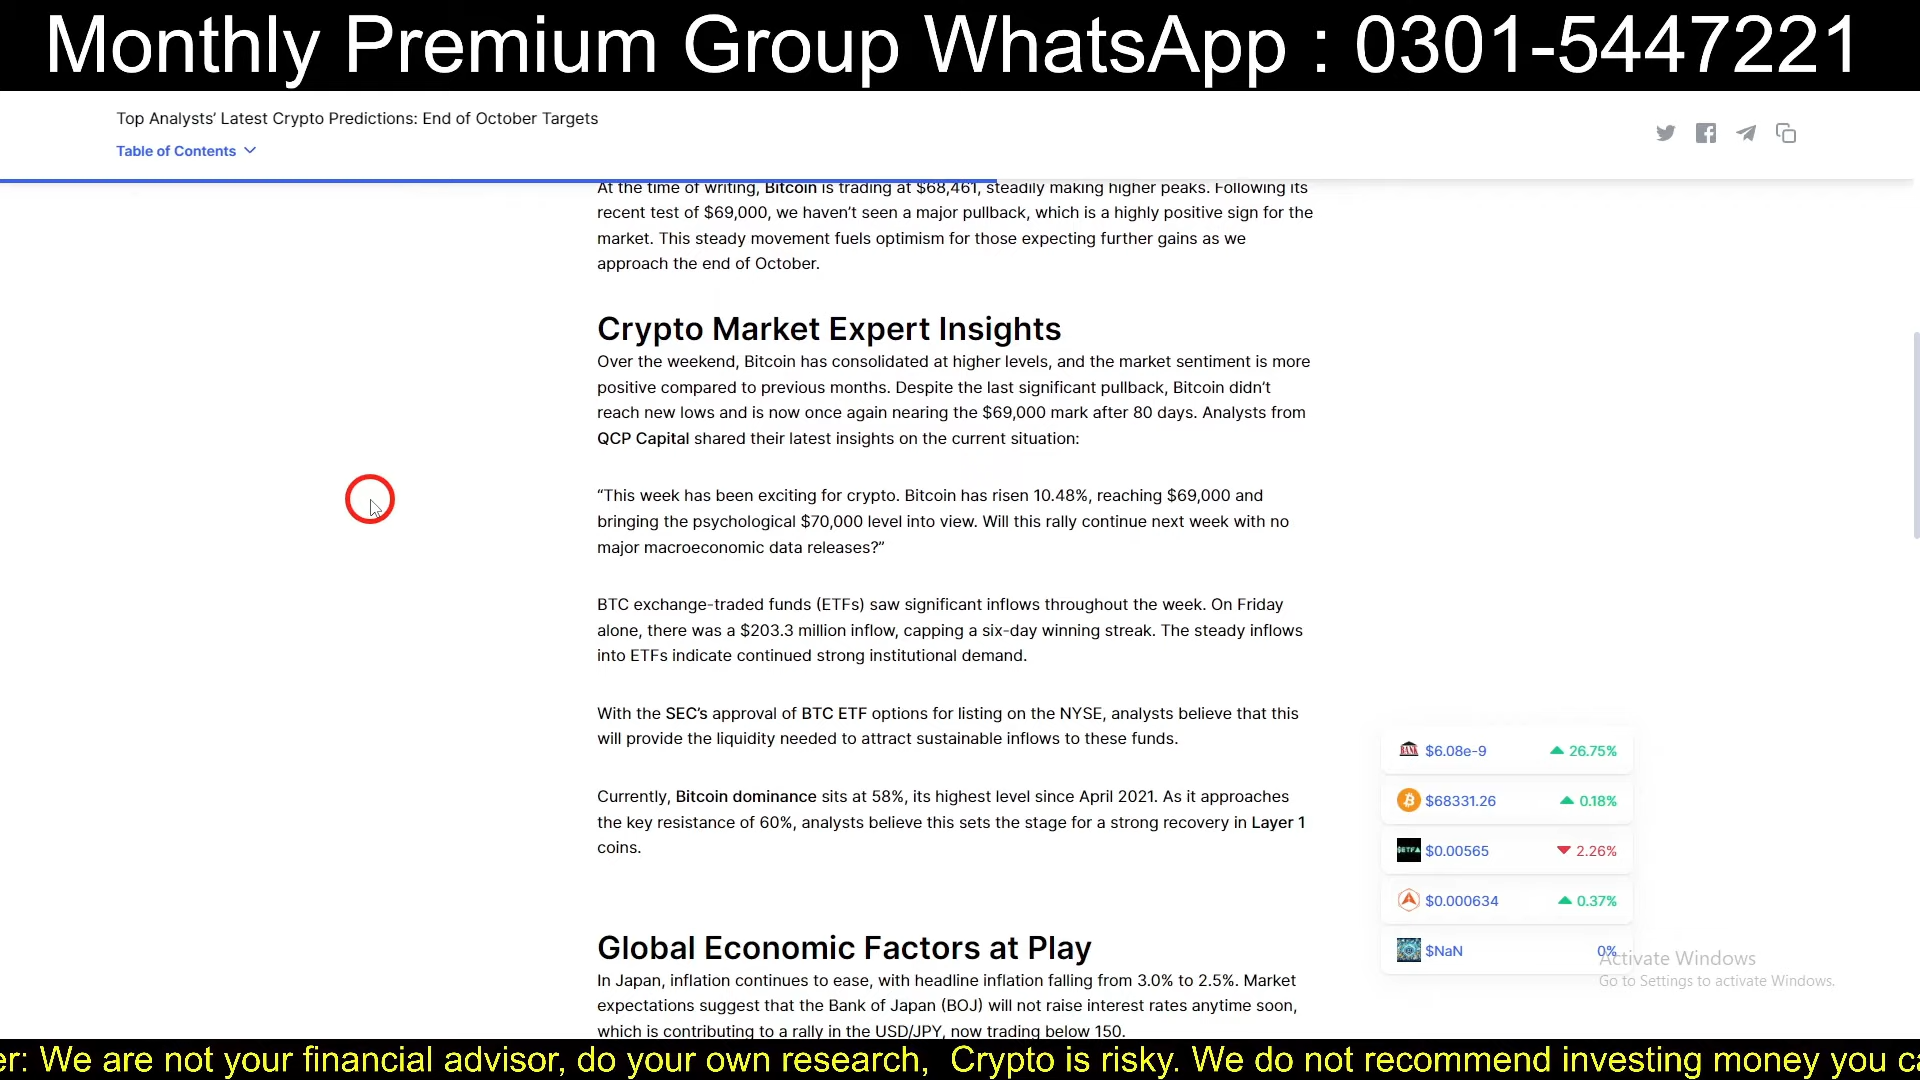 Monthly Premium Group WhatsApp : 0301-5447221
Top Analysts’ Latest Crypto Predictions: End of October Targets
Table of Contents
At the time of writing, Bitcoin is trading at $68,461, steadily making higher peaks. Following its
recent test of $69,000, we haven’t seen a major pullback, which is a highly positive sign for the
market. This steady movement fuels optimism for those expecting further gains as we
approach the end of October.
Crypto Market Expert Insights
Over the weekend, Bitcoin has consolidated at higher levels, and the market sentiment is more
positive compared to previous months. Despite the last significant pullback, Bitcoin didn’t
reach new lows and is now once again nearing the $69,000 mark after 80 days. Analysts from
QCP Capital shared their latest insights on the current situation:
“This week has been exciting for crypto. Bitcoin has risen 10.48%, reaching $69,000 and
bringing the psychological $70,000 level into view. Will this rally continue next week with no
major macroeconomic data releases?”
BTC exchange-traded funds (ETFs) saw significant inflows throughout the week. On Friday
alone, there was a $203.3 million inflow, capping a six-day winning streak. The steady inflows
into ETFs indicate continued strong institutional demand.
With the SEC’s approval of BTC ETF options for listing on the NYSE, analysts believe that this
will provide the liquidity needed to attract sustainable inflows to these funds.
Currently, Bitcoin dominance sits at 58%, its highest level since April 2021. As it approaches
the key resistance of 60%, analysts believe this sets the stage for a strong recovery in Layer 1
coins.
Global Economic Factors at Play
In Japan, inflation continues to ease, with headline inflation falling from 3.0% to 2.5%. Market
expectations suggest that the Bank of Japan (BOJ) will not raise interest rates anytime soon,
which is contributing to a rally in the USD/JPY, now trading below 150.
BANK $6.08e-9 26.75%
$68331.26 0.18%
$ETF $0.00565 2.26%
$0.000634 0.37%
$NaN 0%
Activate Windows
Go to Settings to activate Windows.
er: We are not your financial advisor, do your own research, Crypto is risky. We do not recommend investing money you ca